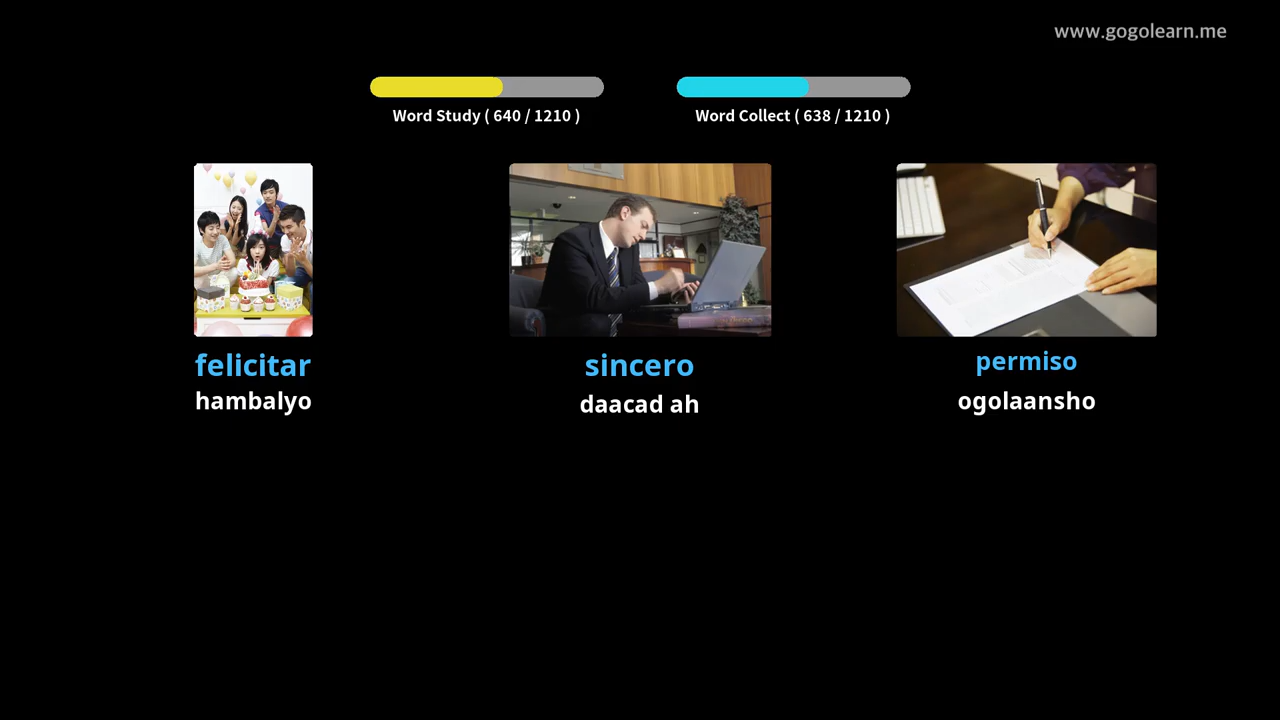 www.gogolearn.me
Word Study ( 640 / 1210 )
Word Collect ( 638 / 1210 )
felicitar
hambalyo
sincero
daacad ah
permiso
ogolaansho